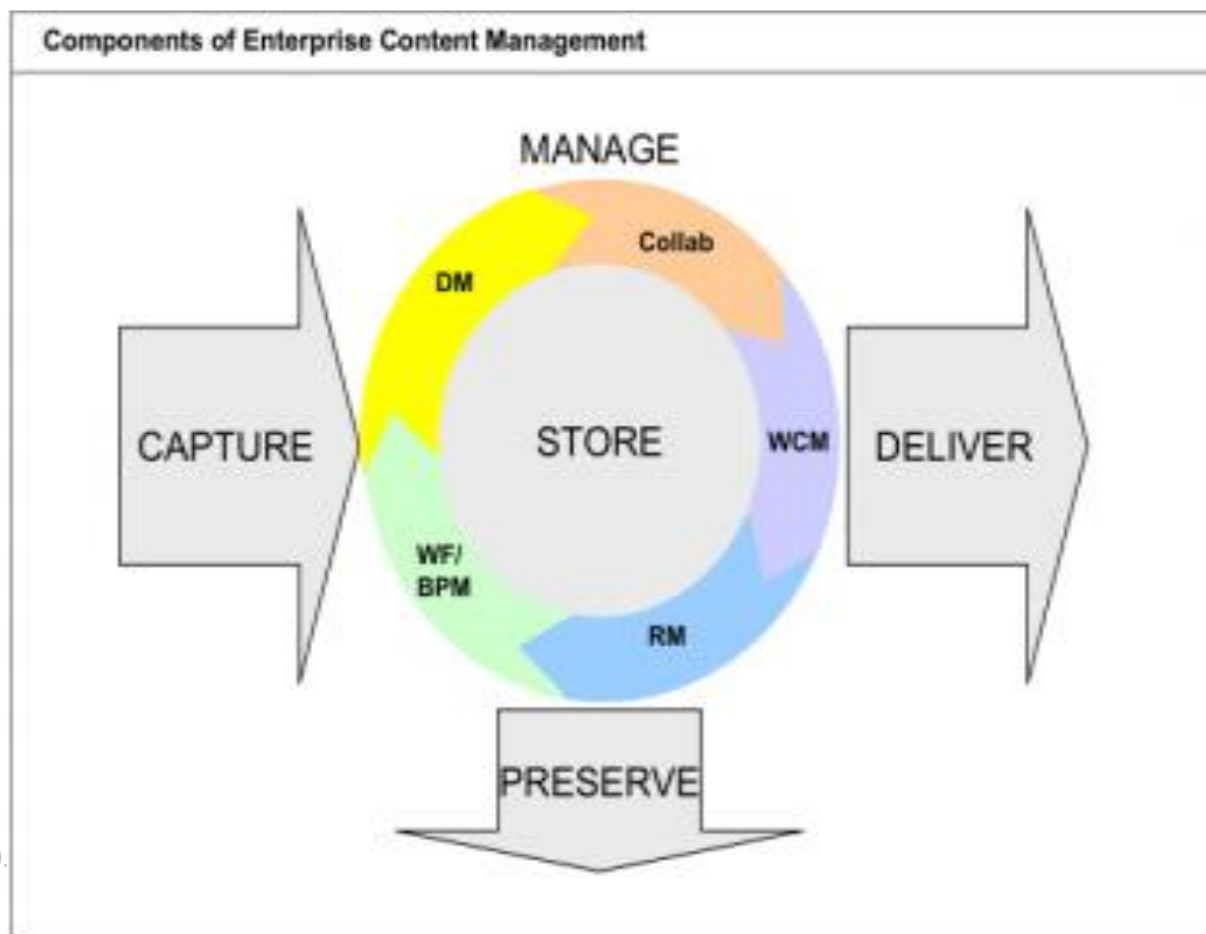 Components of Enterprise Content Management
MANAGE
Collab
DM
CAPTURE
STORE
WCM
DELIVER
WF/
BPM
RM
PRESERVE